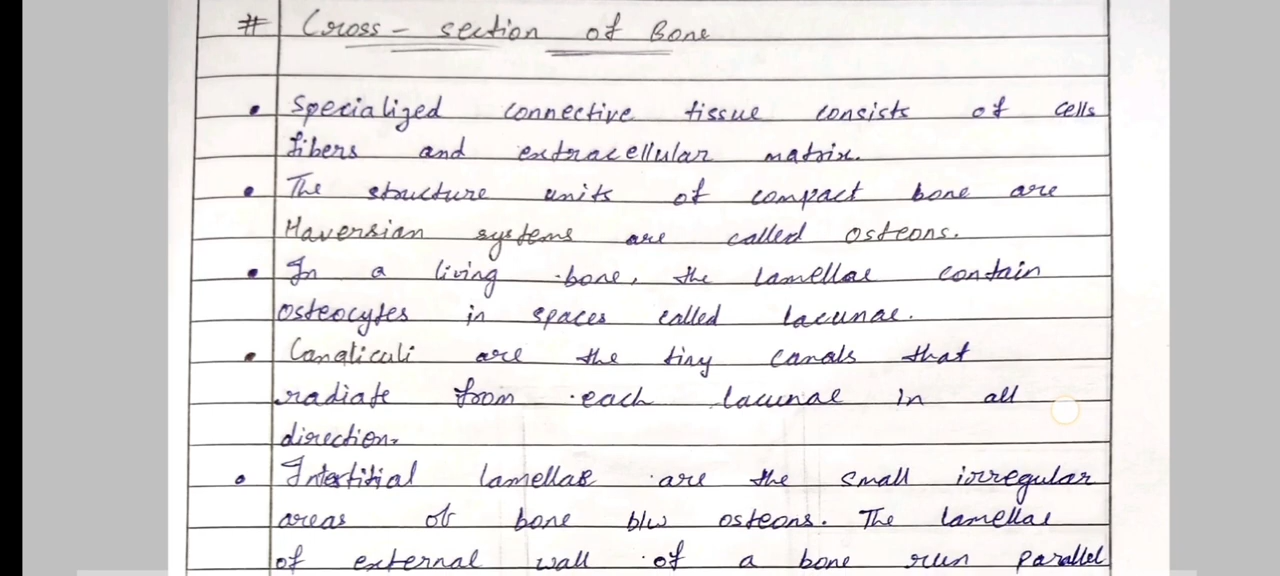 # Cross - section of Bone
• Specialized connective tissue consists of cells
fibers and extracellular matrix.
• The structure units of compact bone are
Haversian systems are called osteons.
• In a living bone, the lamellae contain
osteocytes in spaces called lacunae.
• Canaliculi are the tiny canals that
radiate from each lacunae in all
direction.
• Interstitial lamellae are the small irregular
areas of bone b/w osteons. The lamellae
of external wall of a bone run parallel